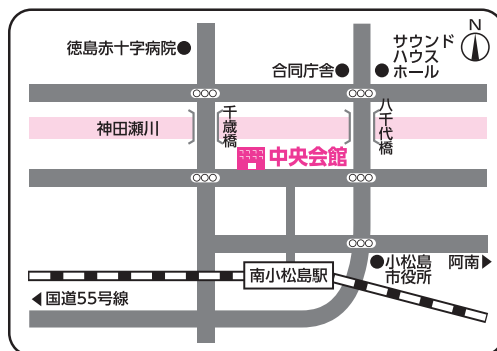 N
徳島赤十字病院
合同庁舎
サウンド
ハウス
ホール
神田瀬川
千歳橋
八千代橋
中央会館
小松島
市役所
阿南
南小松島駅
国道55号線